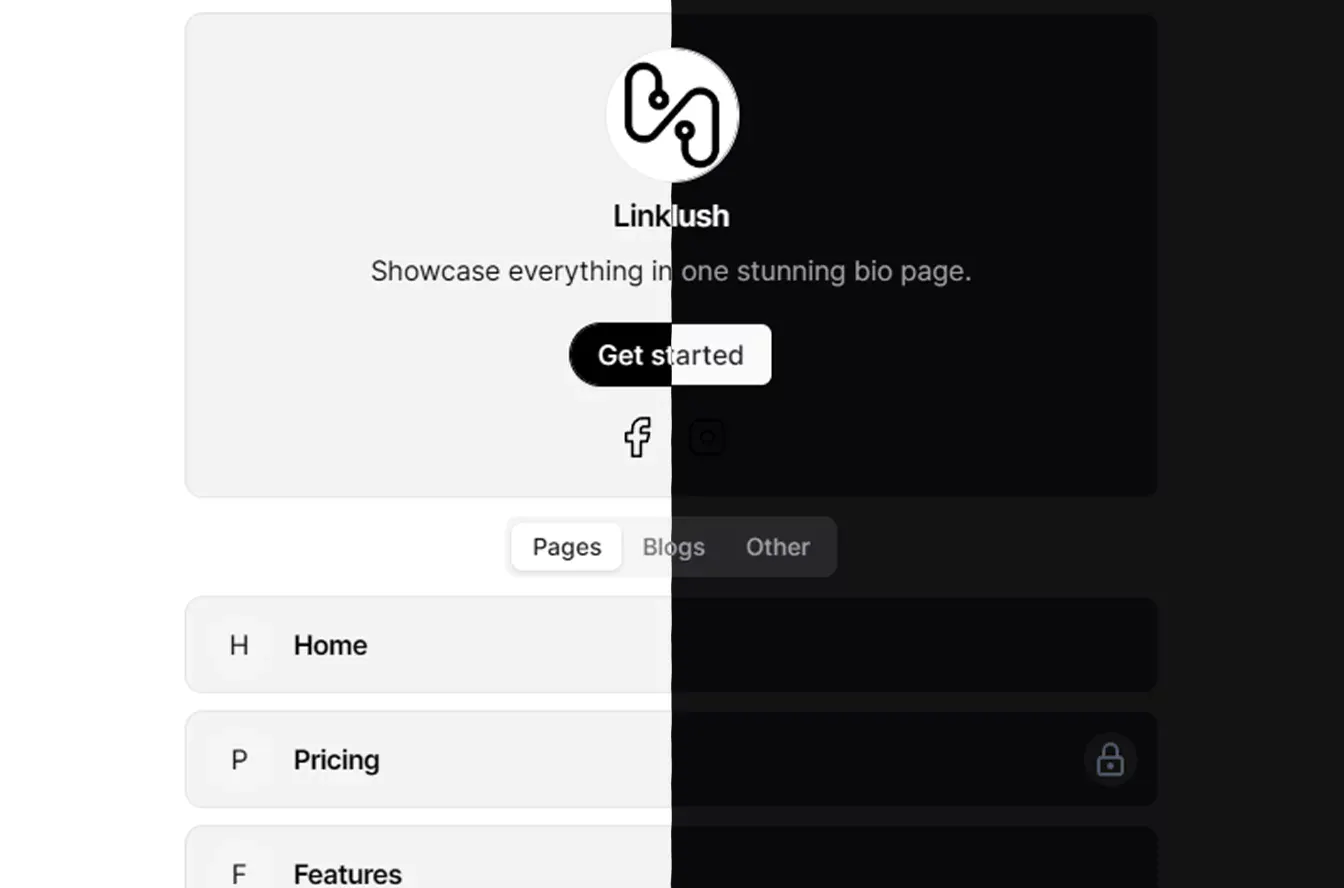 Linklush
Showcase everything in one stunning bio page.
Get started
Pages Blogs Other
H Home
P Pricing
F Features